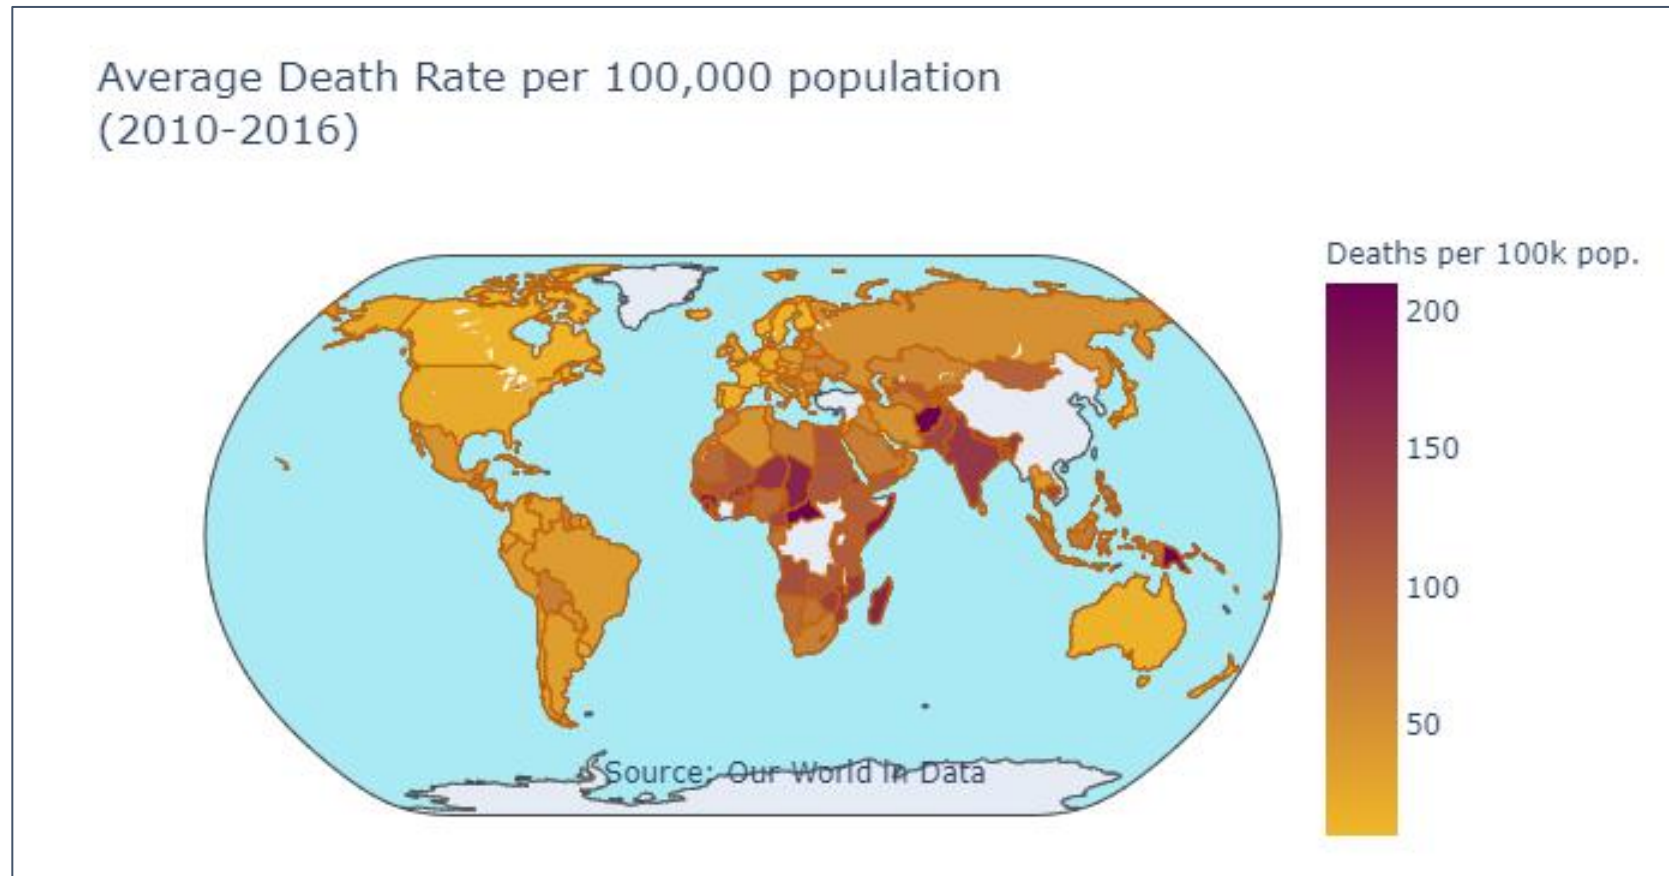 Average Death Rate per 100,000 population
(2010-2016)
Deaths per 100k pop.
200
150
100
50
Source: Our World in Data